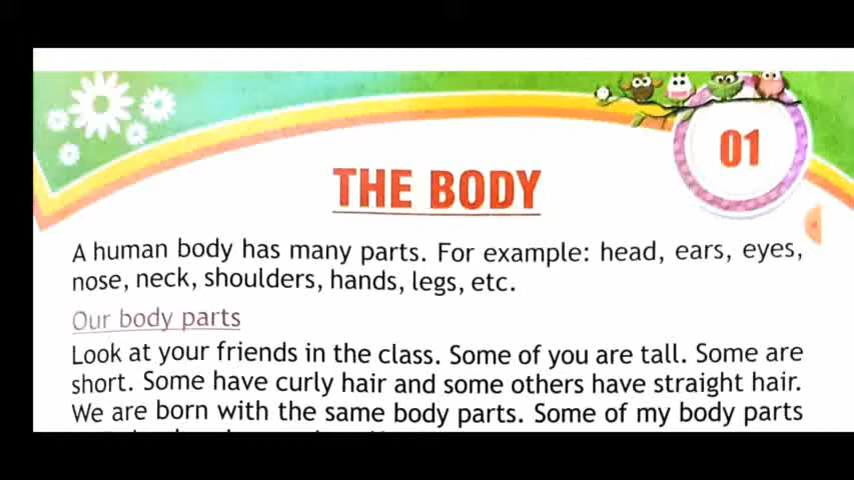 01
THE BODY
A human body has many parts. For example: head, ears, eyes,
nose, neck, shoulders, hands, legs, etc.
Our body parts
Look at your friends in the class. Some of you are tall. Some are
short. Some have curly hair and some others have straight hair.
We are born with the same body parts. Some of my body parts